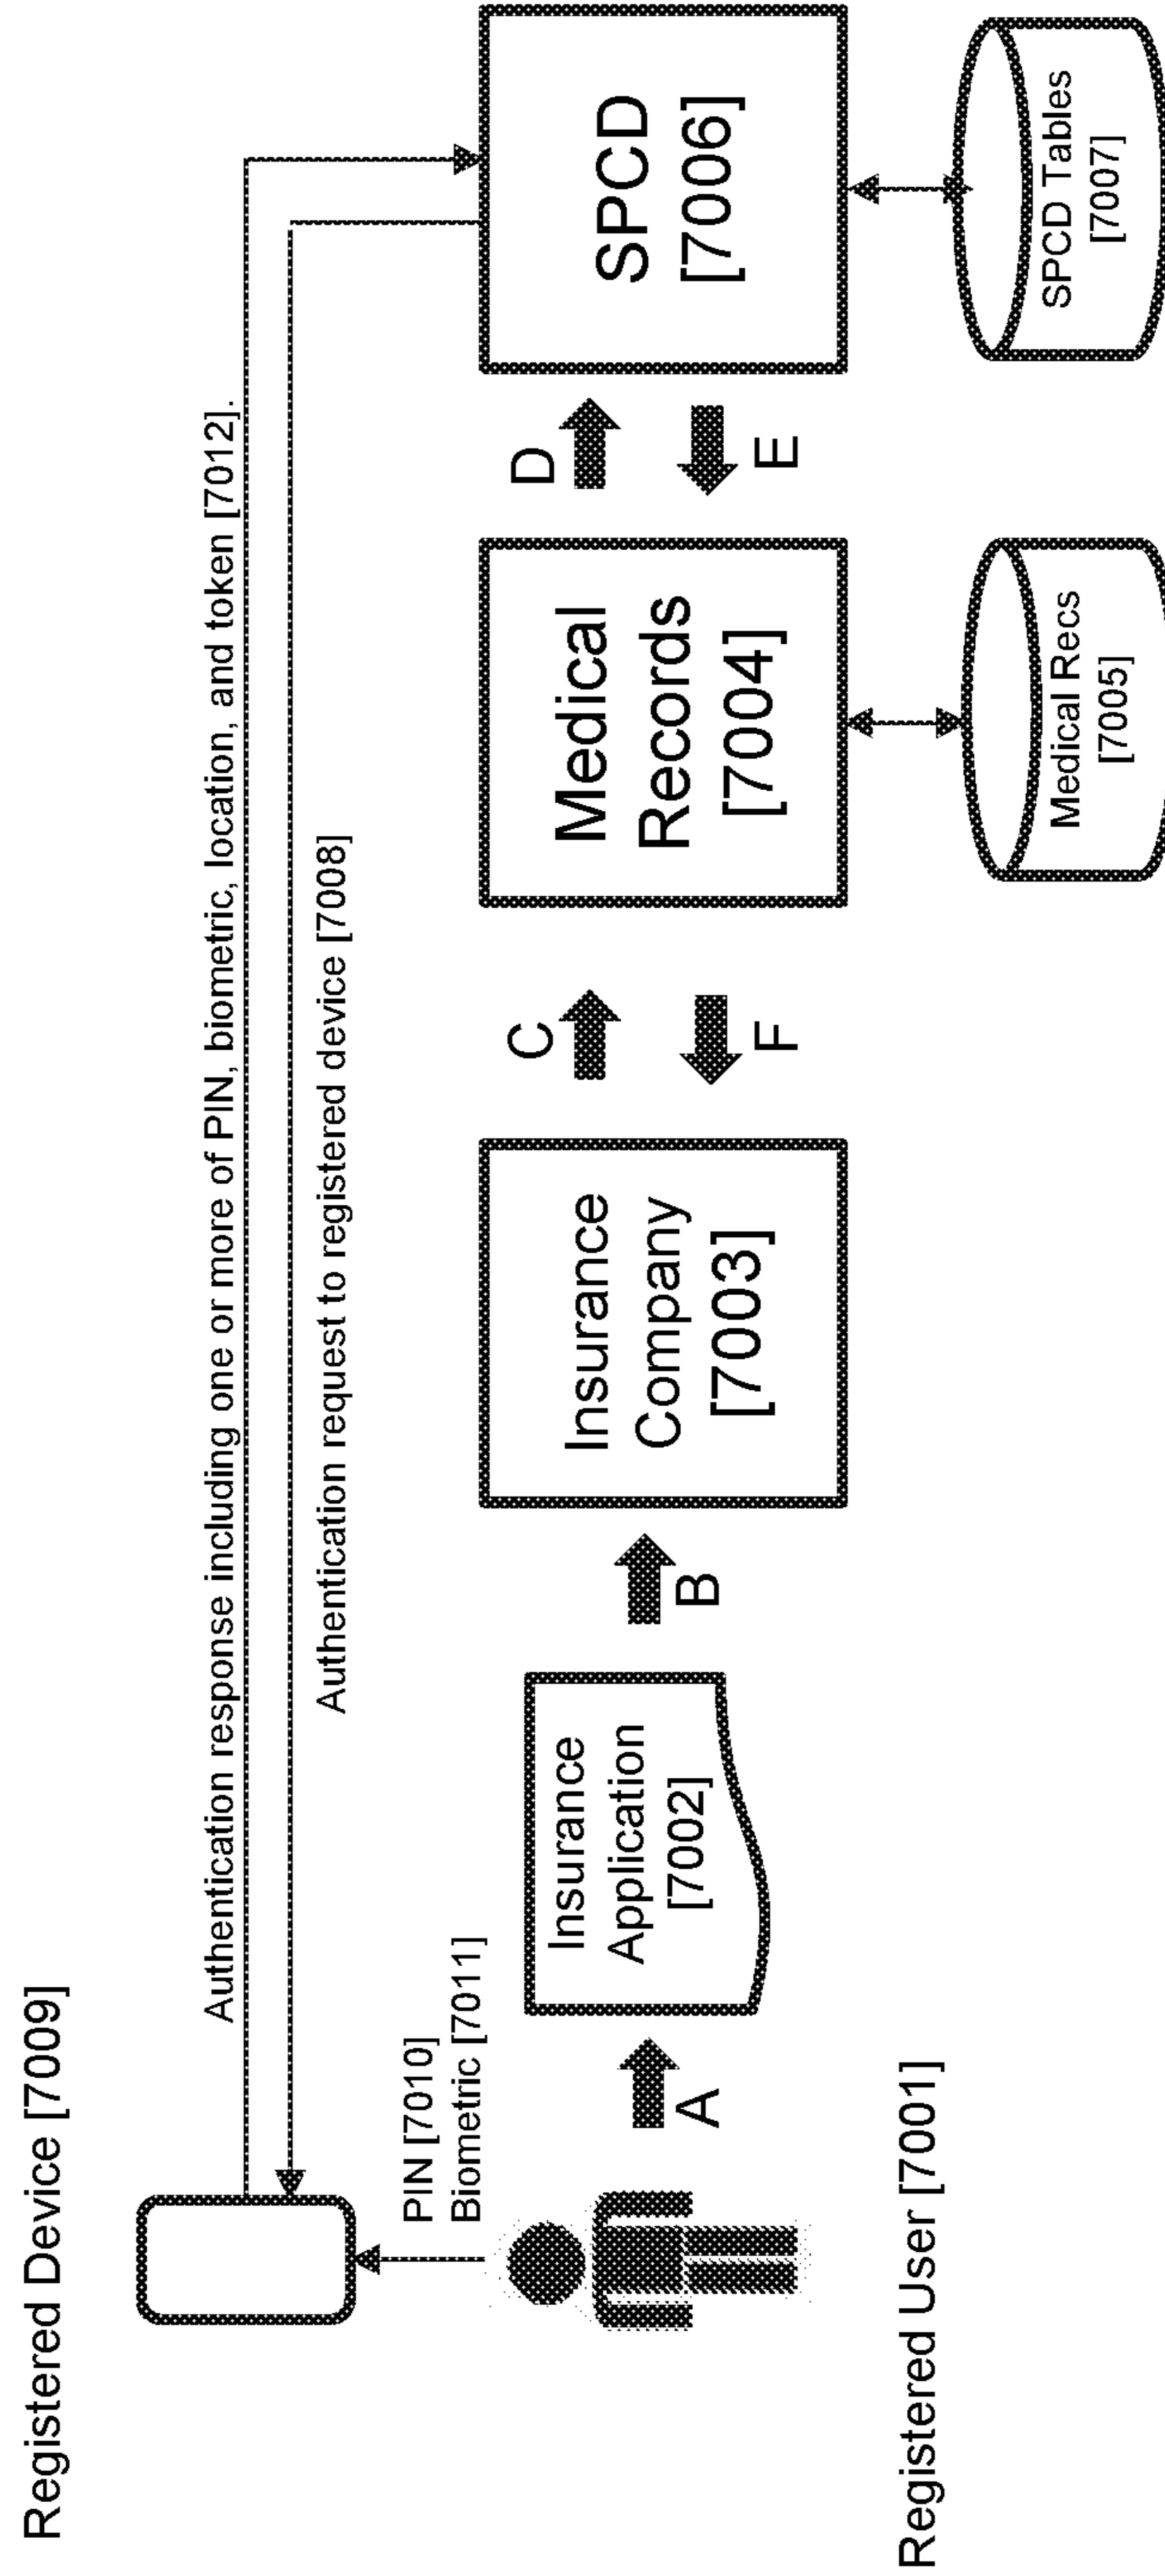 Registered Device [7009]
Authentication response including one or more of PIN, biometric, location, and token [7012].
Authentication request to registered device [7008]
PIN [7010]
Biometric [7011]
A
Insurance
Application
[7002]
B
Insurance
Company
[7003]
C
F
Medical
Records
[7004]
D
E
SPCD
[7006]
Registered User [7001]
Medical Recs
[7005]
SPCD Tables
[7007]